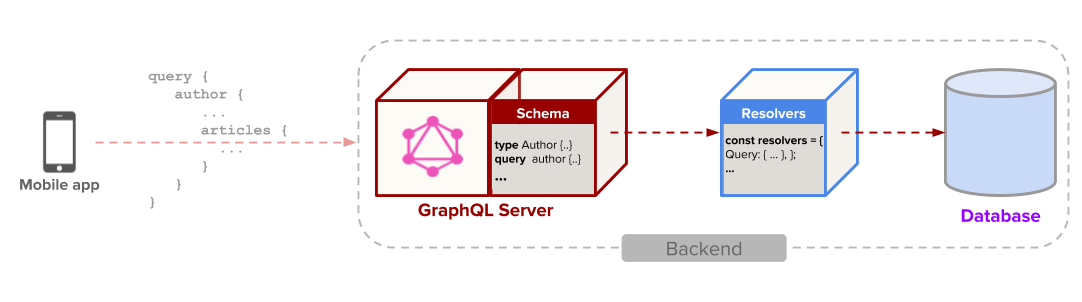 query {
author {
...
articles {
...
}
}
}
Mobile app
Schema
type Author {..}
query author {..}
...
GraphQL Server
Resolvers
const resolvers = {
Query: { ... }, };
...
Database
Backend